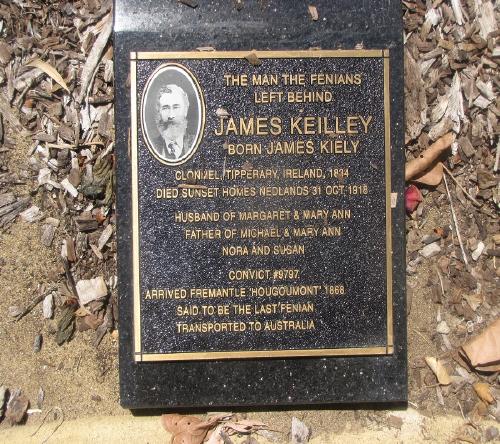 THE MAN THE FENIANS
LEFT BEHIND
JAMES KEILLEY
BORN JAMES KIELY
CLONMEL, TIPPERARY, IRELAND, 1834
DIED SUNSET HOMES NEDLANDS 31 OCT 1918
HUSBAND OF MARGARET & MARY ANN
FATHER OF MICHAEL & MARY ANN
NORA AND SUSAN
CONVICT #9797
ARRIVED FREMANTLE 'HOUGOUMONT' 1868
SAID TO BE THE LAST FENIAN
TRANSPORTED TO AUSTRALIA